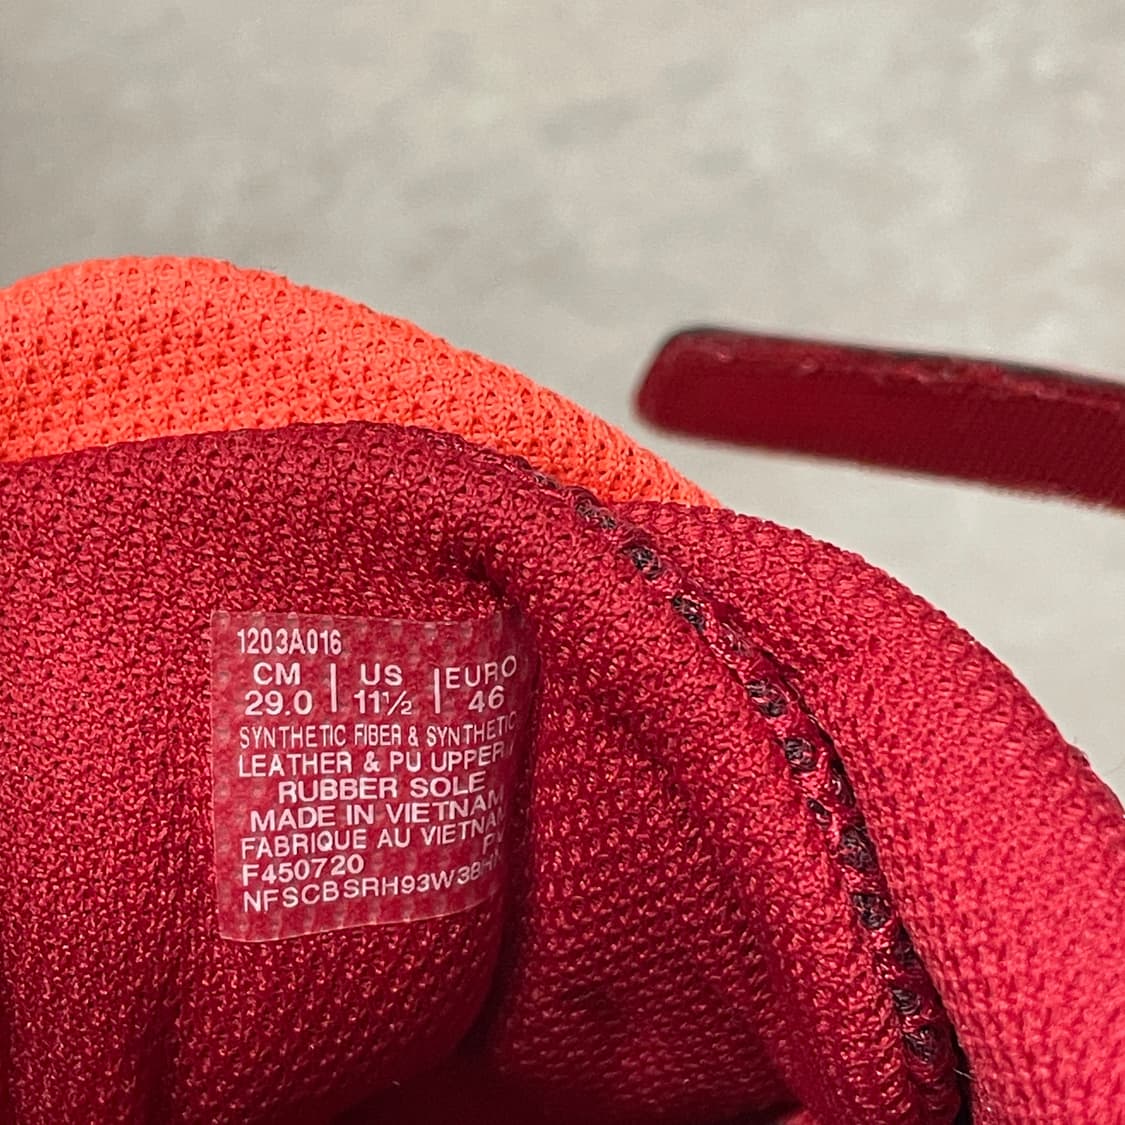 1203A016
CM | US | EURO
29.0 | 11½ | 46
SYNTHETIC FIBER & SYNTHETIC
LEATHER & PU UPPER/
RUBBER SOLE
MADE IN VIETNAM
FABRIQUE AU VIETNAM
F450720
NFSCBSRH93W38